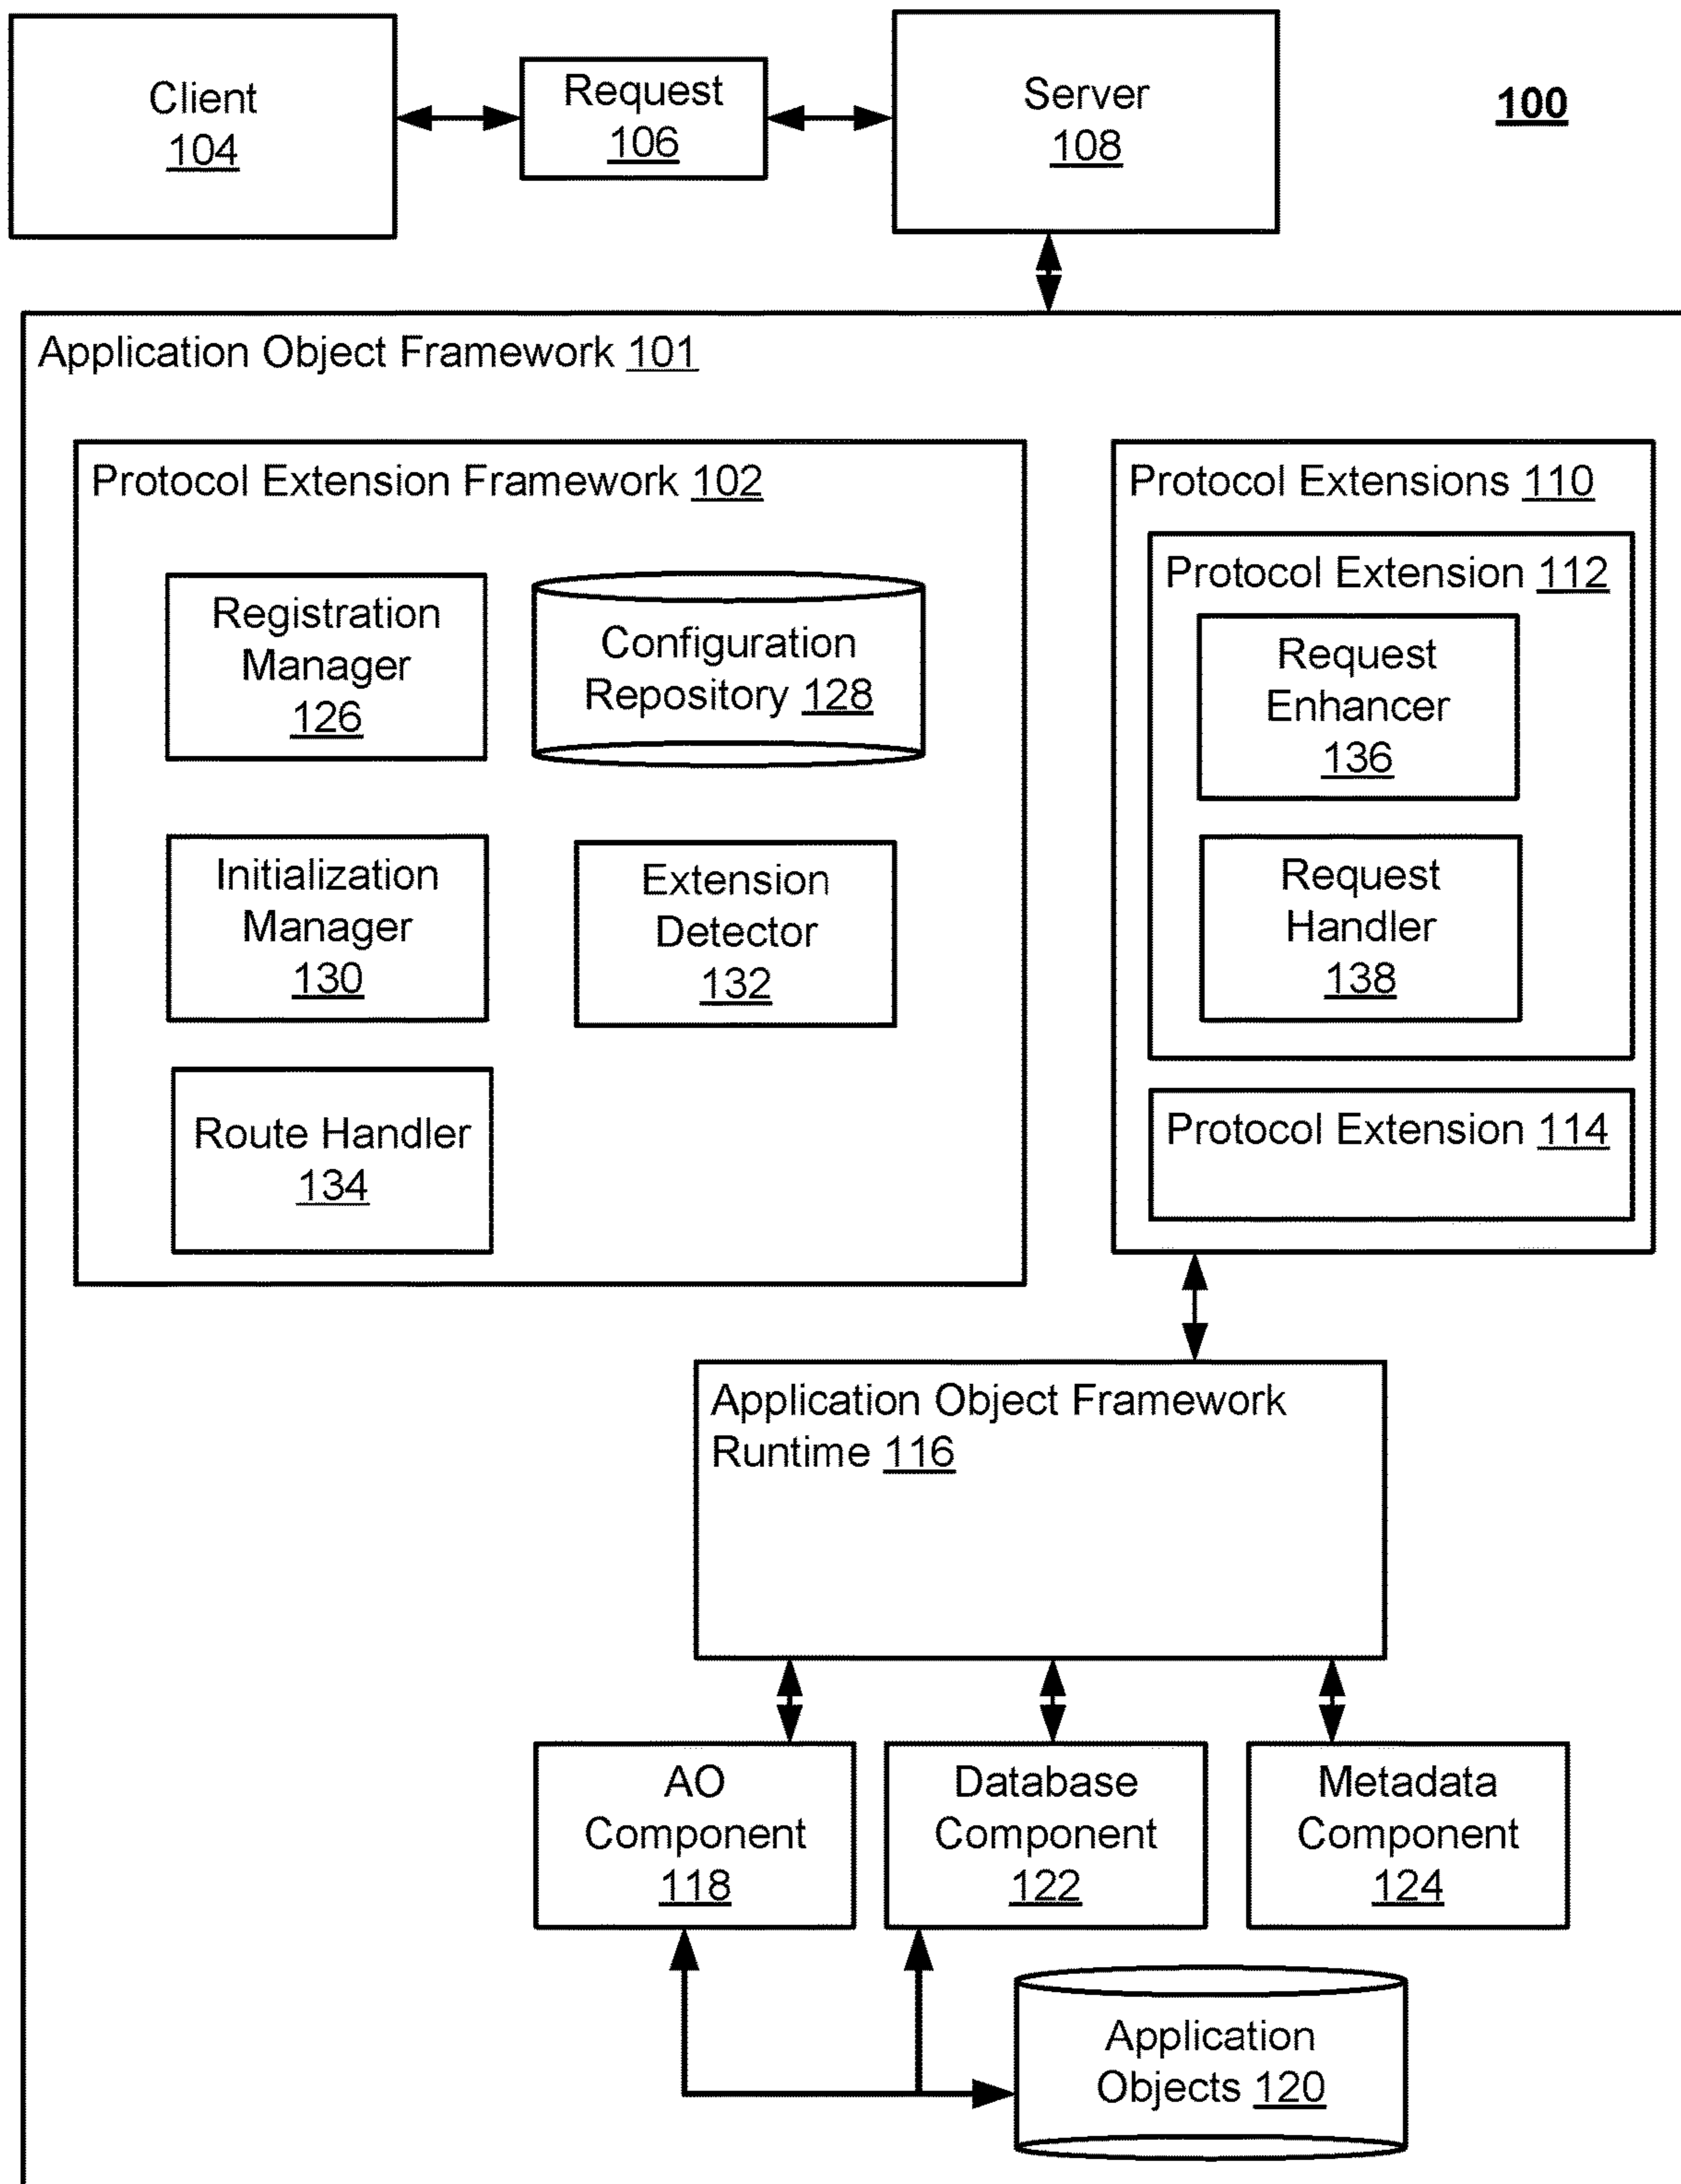 Client
104
Request
106
Server
108
100
Application Object Framework 101
Protocol Extension Framework 102
Registration
Manager
126
Configuration
Repository 128
Initialization
Manager
130
Extension
Detector
132
Route Handler
134
Protocol Extensions 110
Protocol Extension 112
Request
Enhancer
136
Request
Handler
138
Protocol Extension 114
Application Object Framework
Runtime 116
AO
Component
118
Database
Component
122
Metadata
Component
124
Application
Objects 120